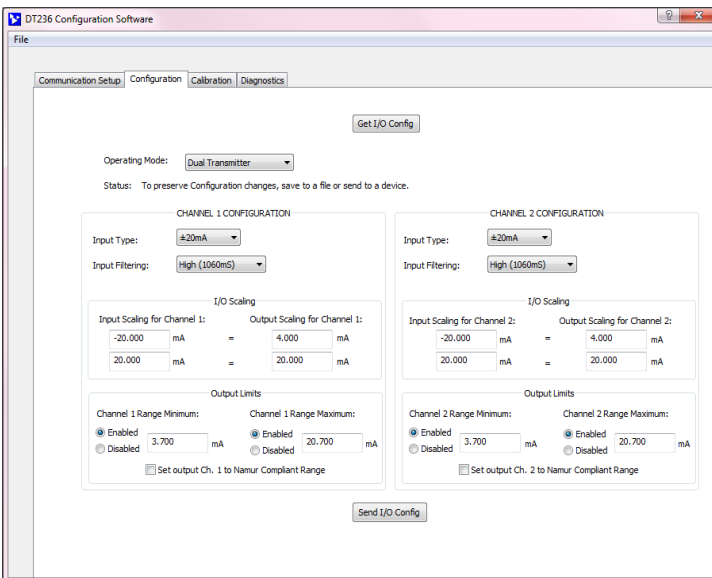 DT236 Configuration Software
File
Communication Setup Configuration Calibration Diagnostics
Get I/O Config
Operating Mode: Dual Transmitter
Status: To preserve Configuration changes, save to a file or send to a device.
CHANNEL 1 CONFIGURATION
Input Type: ±20mA
Input Filtering: High (1060mS)
I/O Scaling
Input Scaling for Channel 1: Output Scaling for Channel 1:
-20.000 mA = 4.000 mA
20.000 mA = 20.000 mA
Output Limits
Channel 1 Range Minimum: Channel 1 Range Maximum:
Enabled Enabled
3.700 mA 20.700 mA
Disabled Disabled
Set output Ch. 1 to Namur Compliant Range
CHANNEL 2 CONFIGURATION
Input Type: ±20mA
Input Filtering: High (1060mS)
I/O Scaling
Input Scaling for Channel 2: Output Scaling for Channel 2:
-20.000 mA = 4.000 mA
20.000 mA = 20.000 mA
Output Limits
Channel 2 Range Minimum: Channel 2 Range Maximum:
Enabled Enabled
3.700 mA 20.700 mA
Disabled Disabled
Set output Ch. 2 to Namur Compliant Range
Send I/O Config